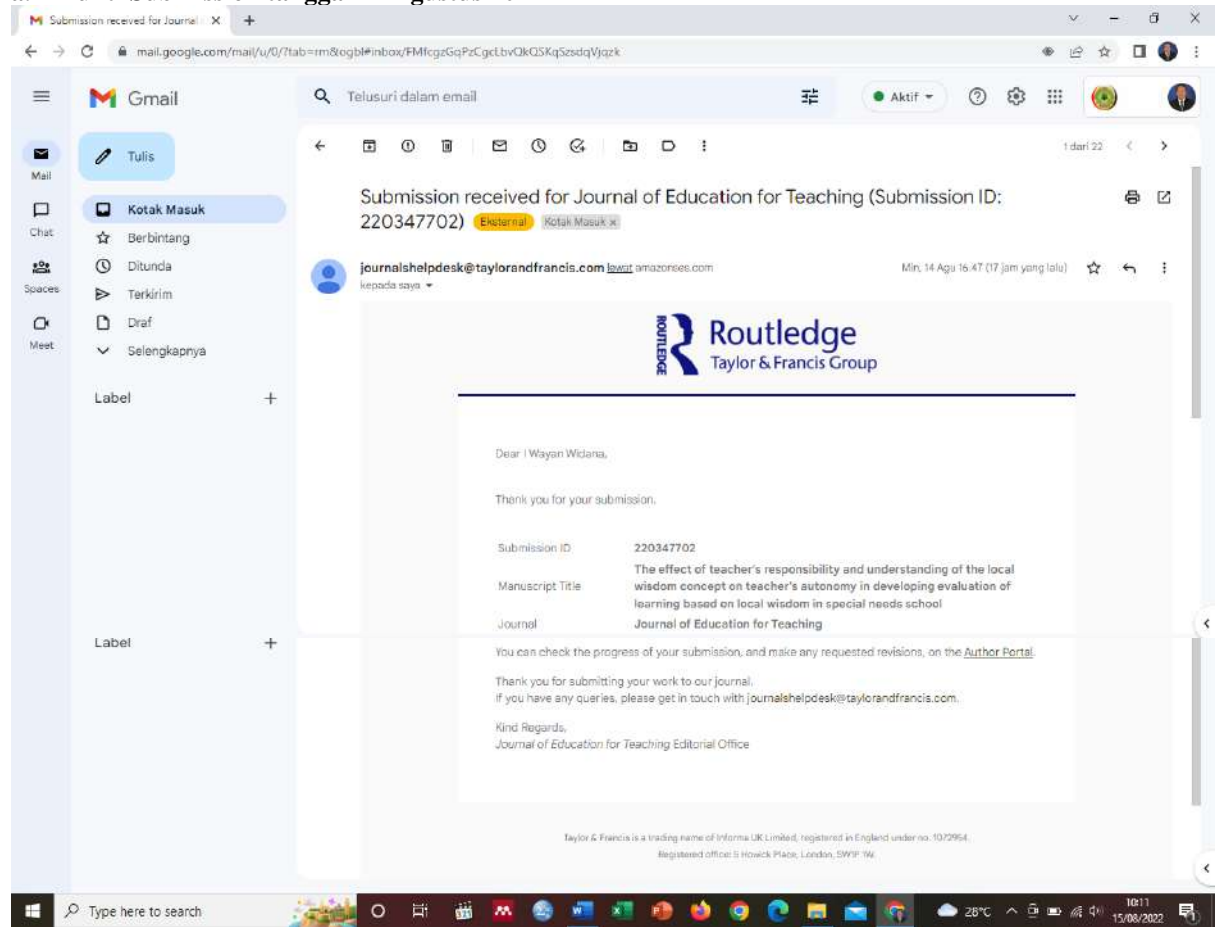 Submission received for Journal
mail.google.com/mail/u/0/?tab=rm&ogbl#inbox/
Gmail
Telusuri dalam email
Aktif
Mail
Chat
Spaces
Meet
Tulis
Kotak Masuk
Berbintang
Ditunda
Terkirim
Draf
Selengkapnya
Label
1 dari 22
Submission received for Journal of Education for Teaching (Submission ID:
220347702) Eksternal Kotak Masuk x
journalshelpdesk@taylorandfrancis.com lewat amazonses.com
Min, 14 Agu 16.47 (17 jam yang lalu)
kepada saya
ROUTLEDGE
Routledge
Taylor & Francis Group
Dear I Wayan Widana,
Thank you for your submission.
Submission ID 220347702
Manuscript Title The effect of teacher's responsibility and understanding of the local
wisdom concept on teacher's autonomy in developing evaluation of
learning based on local wisdom in special needs school
Journal Journal of Education for Teaching
Label
You can check the progress of your submission, and make any requested revisions, on the Author Portal.
Thank you for submitting your work to our journal.
If you have any queries, please get in touch with journalshelpdesk@taylorandfrancis.com.
Kind Regards,
Journal of Education for Teaching Editorial Office
Taylor & Francis is a trading name of Informa UK Limited, registered in England under no. 1072954.
Registered office: 5 Howick Place, London, SW1P 1W.
Type here to search
28°C
10:11
15/08/2022